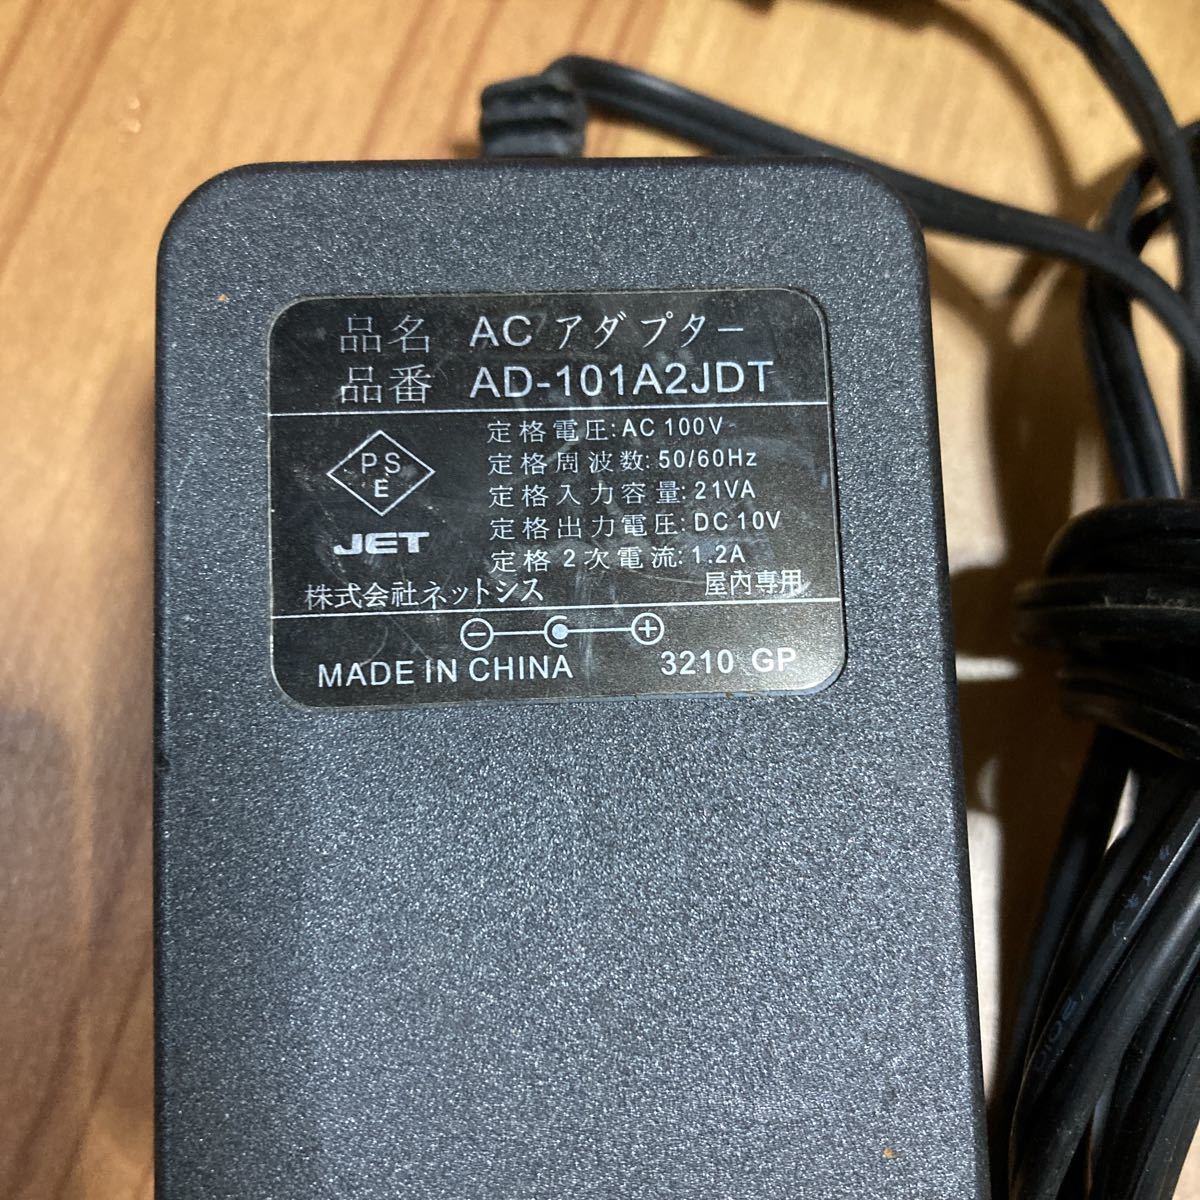 品名 ACアダプター
品番 AD-101A2JDT
PSE
JET
定格電圧:AC 100V
定格周波数:50/60Hz
定格入力容量:21VA
定格出力電圧:DC 10V
定格2次電流:1.2A
株式会社ネットシス 屋内専用
MADE IN CHINA 3210 GP